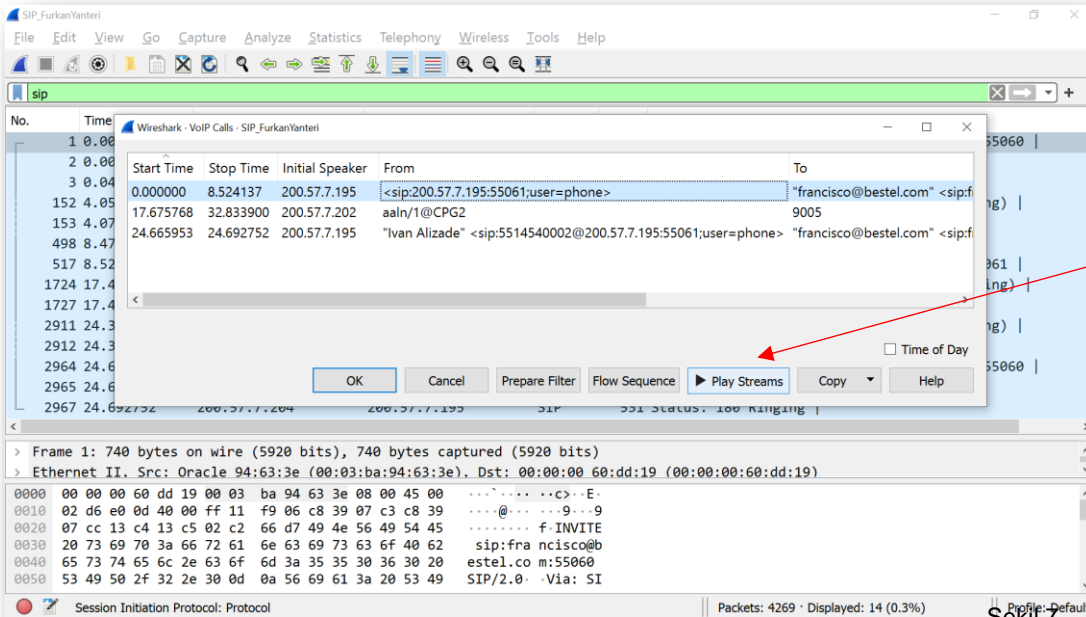 SIP_FurkanYanteri
File Edit View Go Capture Analyze Statistics Telephony Wireless Tools Help
sip
No. Time
Wireshark · VoIP Calls · SIP_FurkanYanteri
Start Time Stop Time Initial Speaker From To
0.000000 8.524137 200.57.7.195 <sip:200.57.7.195:55061;user=phone> "francisco@bestel.com" <sip:f
17.675768 32.833900 200.57.7.202 aaln/1@CPG2 9005
24.665953 24.692752 200.57.7.195 "Ivan Alizade" <sip:5514540002@200.57.7.195:55061;user=phone> "francisco@bestel.com" <sip:f
Time of Day
OK Cancel Prepare Filter Flow Sequence Play Streams Copy Help
1 0.00 55060 |
2 0.00
3 0.04
152 4.05 ng) |
153 4.07
498 8.47
517 8.52 061 |
1724 17.4 ing) |
1727 17.4
2911 24.3 ng) |
2912 24.3
2964 24.6 55060 |
2965 24.6
2967 24.692752 200.57.7.204 200.57.7.195 SIP 551 Status: 180 Ringing |
Frame 1: 740 bytes on wire (5920 bits), 740 bytes captured (5920 bits)
Ethernet II, Src: Oracle 94:63:3e (00:03:ba:94:63:3e), Dst: 00:00:00 60:dd:19 (00:00:00:60:dd:19)
0000 00 00 00 60 dd 19 00 03 ba 94 63 3e 08 00 45 00 ···`···· ··c>··E·
0010 02 d6 e0 0d 40 00 ff 11 f9 06 c8 39 07 c3 c8 39 ····@··· ···9···9
0020 07 cc 13 c4 13 c5 02 c2 66 d7 49 4e 56 49 54 45 ········ f·INVITE
0030 20 73 69 70 3a 66 72 61 6e 63 69 73 63 6f 40 62 sip:fra ncisco@b
0040 65 73 74 65 6c 2e 63 6f 6d 3a 35 35 30 36 30 20 estel.co m:55060
0050 53 49 50 2f 32 2e 30 0d 0a 56 69 61 3a 20 53 49 SIP/2.0· ·Via: SI
Session Initiation Protocol: Protocol Packets: 4269 · Displayed: 14 (0.3%) Profile: Defaul
Şekil 7